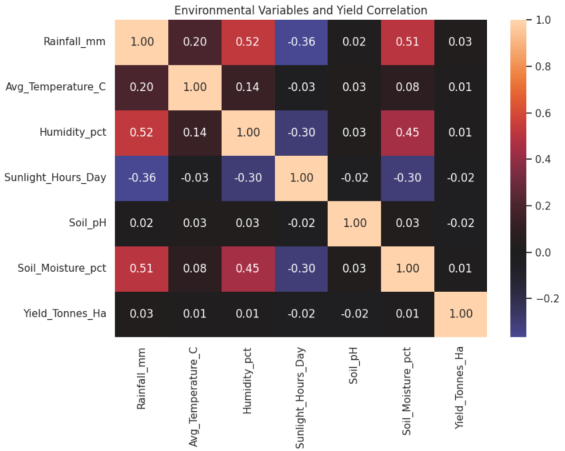 Environmental Variables and Yield Correlation
Rainfall_mm 1.00 0.20 0.52 -0.36 0.02 0.51 0.03
Avg_Temperature_C 0.20 1.00 0.14 -0.03 0.03 0.08 0.01
Humidity_pct 0.52 0.14 1.00 -0.30 0.03 0.45 0.01
Sunlight_Hours_Day -0.36 -0.03 -0.30 1.00 -0.02 -0.30 -0.02
Soil_pH 0.02 0.03 0.03 -0.02 1.00 0.03 -0.02
Soil_Moisture_pct 0.51 0.08 0.45 -0.30 0.03 1.00 0.01
Yield_Tonnes_Ha 0.03 0.01 0.01 -0.02 -0.02 0.01 1.00
Rainfall_mm
Avg_Temperature_C
Humidity_pct
Sunlight_Hours_Day
Soil_pH
Soil_Moisture_pct
Yield_Tonnes_Ha
1.0
0.8
0.6
0.4
0.2
0.0
−0.2